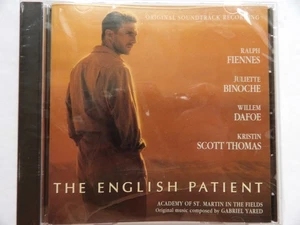 ORIGINAL SOUNDTRACK RECORDING
RALPH
FIENNES
JULIETTE
BINOCHE
WILLEM
DAFOE
KRISTIN
SCOTT THOMAS
THE ENGLISH PATIENT
ACADEMY OF ST. MARTIN IN THE FIELDS
Original music composed by GABRIEL YARED